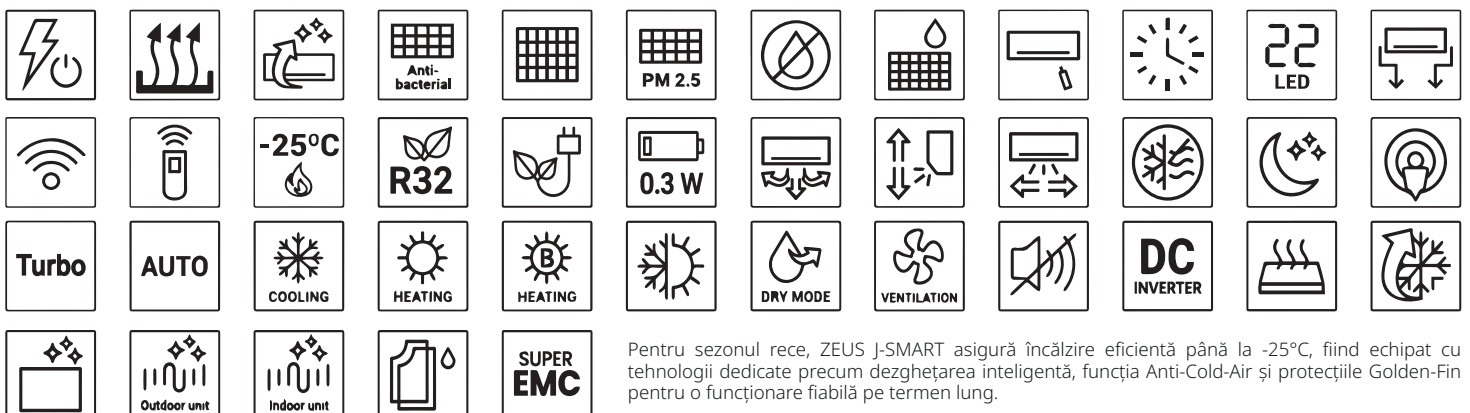 Anti-
bacterial
PM 2.5
22
LED
-25°C
R32
0.3 W
Turbo
AUTO
COOLING
HEATING
B
HEATING
DRY MODE
VENTILATION
DC
INVERTER
Outdoor unit
Indoor unit
SUPER
EMC
Pentru sezonul rece, ZEUS J-SMART asigură încălzire eficientă până la -25°C, fiind echipat cu
tehnologii dedicate precum dezghețarea inteligentă, funcția Anti-Cold-Air și protecțiile Golden-Fin
pentru o funcționare fiabilă pe termen lung.